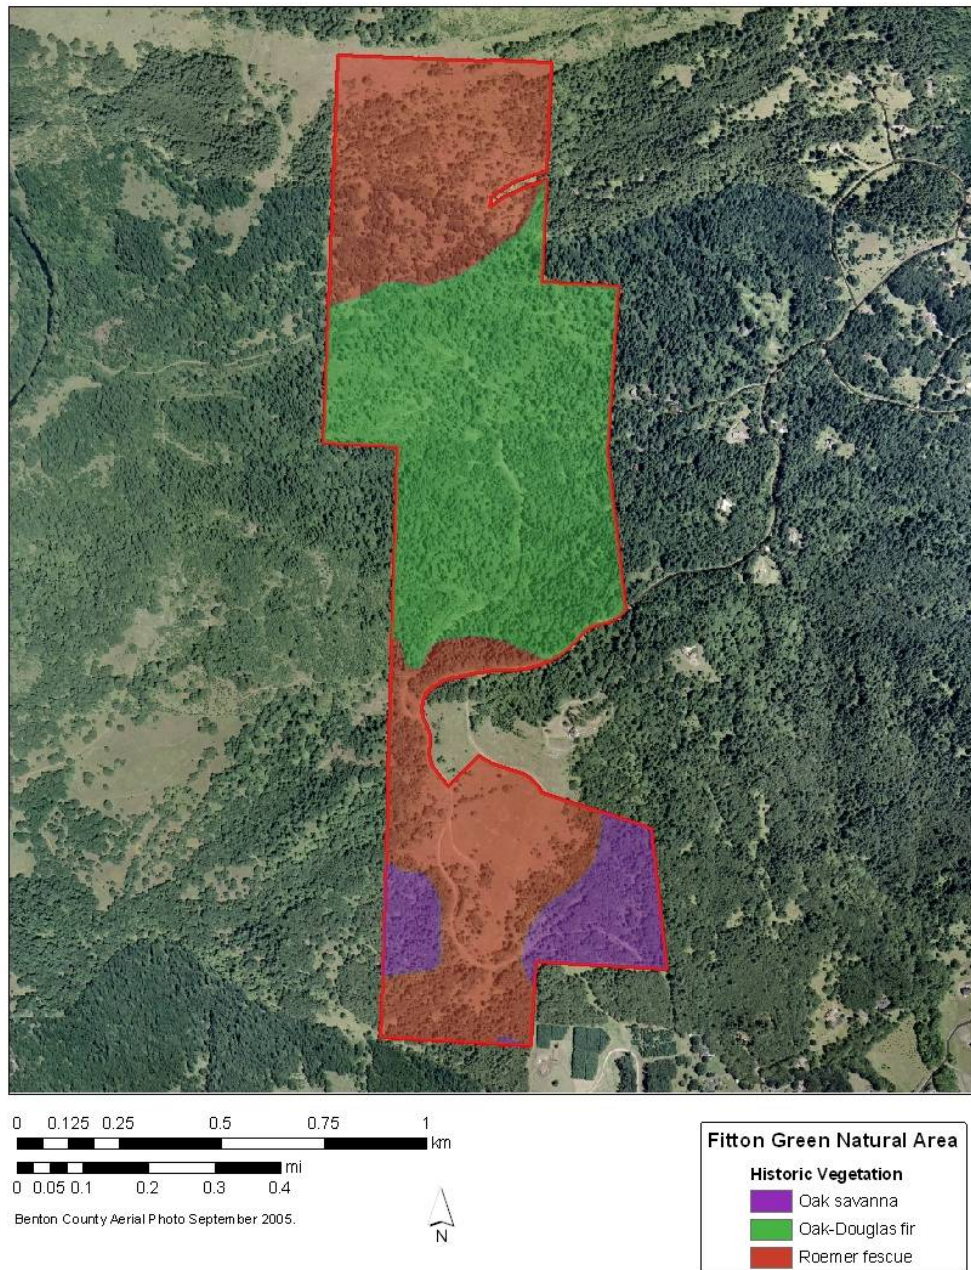 0 0.125 0.25 0.5 0.75 1
km
mi
0 0.05 0.1 0.2 0.3 0.4
Benton County Aerial Photo September 2005.
N
Fitton Green Natural Area
Historic Vegetation
Oak savanna
Oak-Douglas fir
Roemer fescue